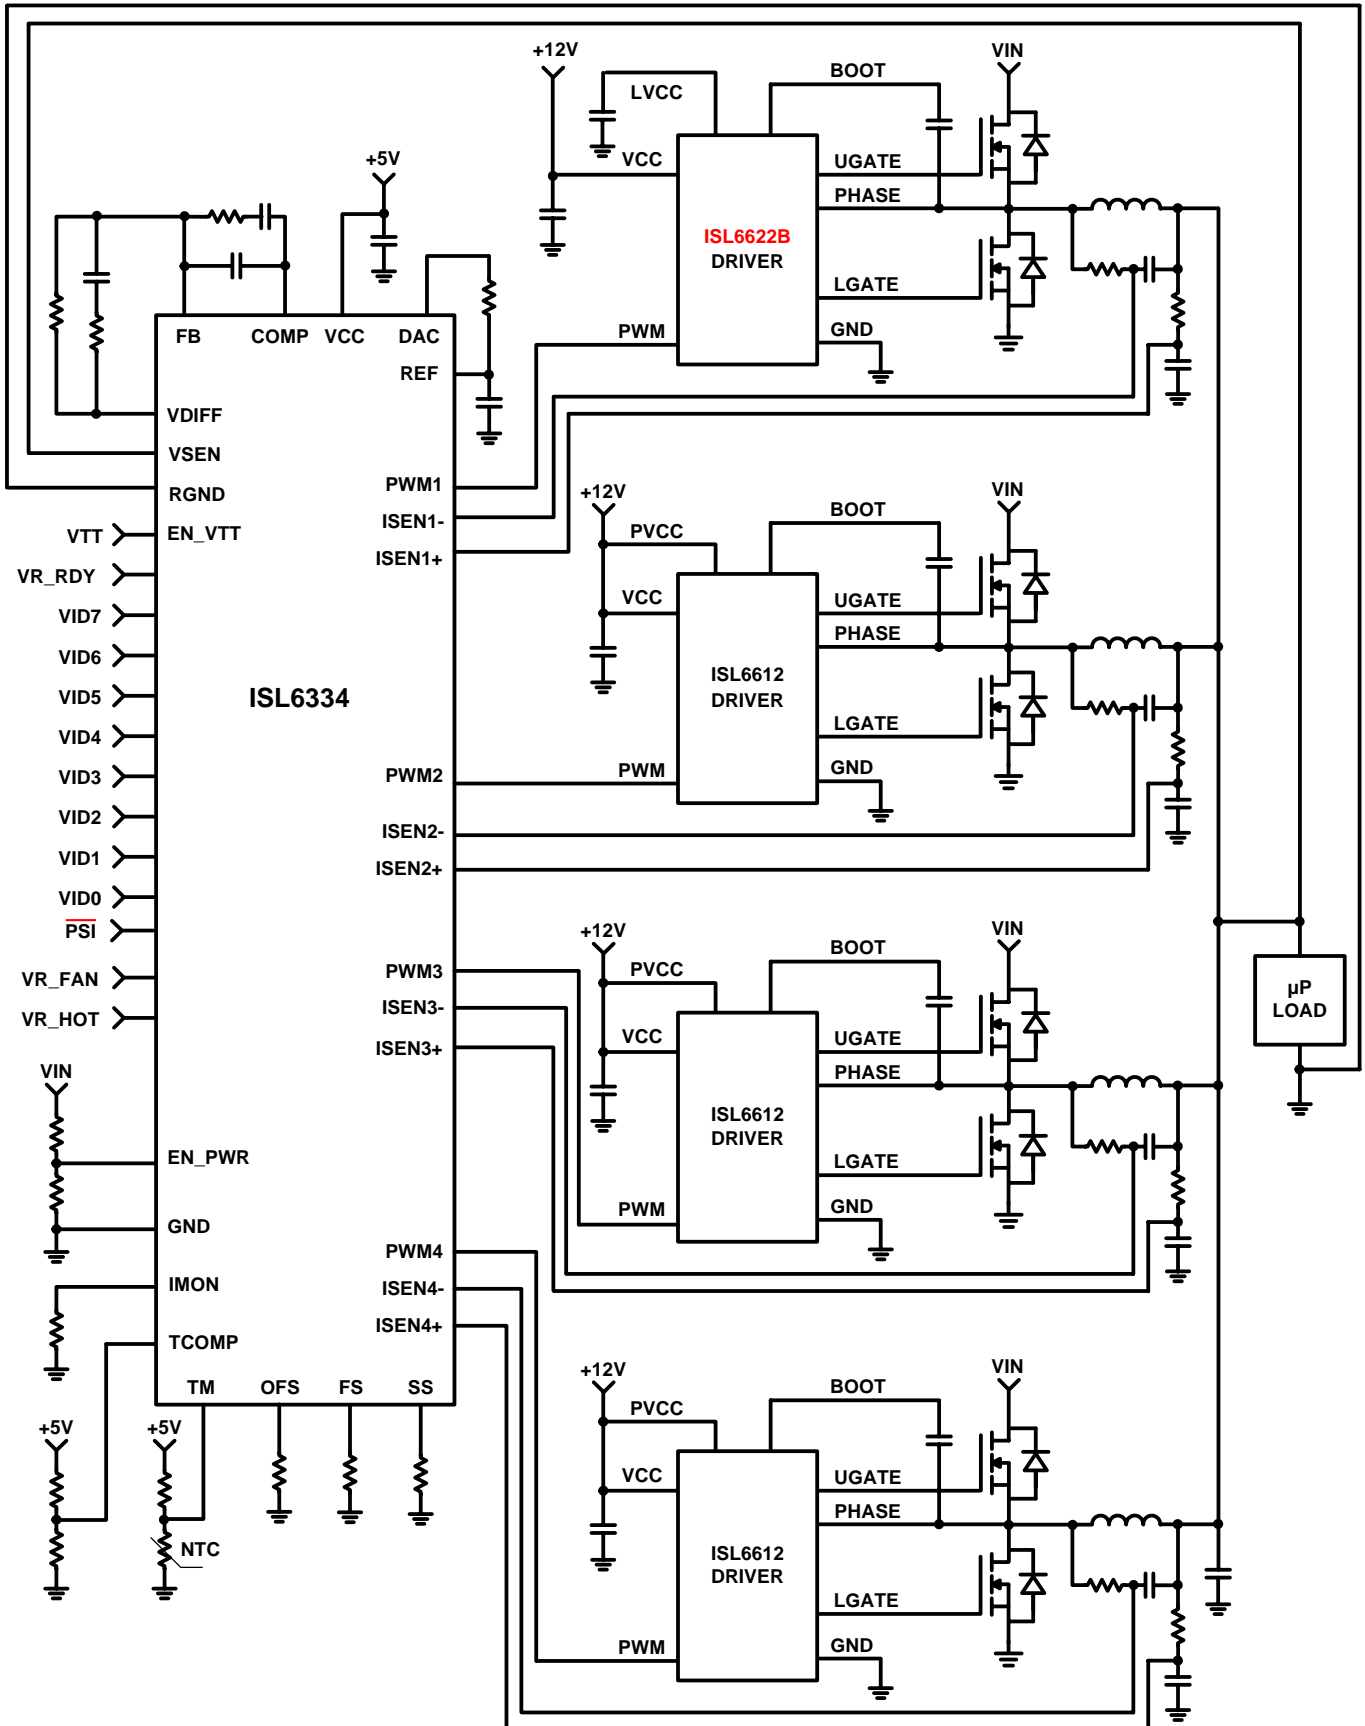 +12V
LVCC
BOOT
VIN
+5V
VCC
UGATE
PHASE
ISL6622B
DRIVER
LGATE
GND
PWM
FB
COMP
VCC
DAC
REF
VDIFF
VSEN
RGND
EN_VTT
VTT
VR_RDY
VID7
VID6
VID5
VID4
VID3
VID2
VID1
VID0
PSI
VR_FAN
VR_HOT
VIN
EN_PWR
GND
IMON
TCOMP
TM
OFS
FS
SS
+5V
+5V
NTC
ISL6334
PWM1
ISEN1-
ISEN1+
PWM2
ISEN2-
ISEN2+
PWM3
ISEN3-
ISEN3+
PWM4
ISEN4-
ISEN4+
+12V
PVCC
BOOT
VIN
VCC
UGATE
PHASE
ISL6612
DRIVER
LGATE
GND
PWM
+12V
PVCC
BOOT
VIN
VCC
UGATE
PHASE
ISL6612
DRIVER
LGATE
GND
PWM
µP
LOAD
+12V
PVCC
BOOT
VIN
VCC
UGATE
PHASE
ISL6612
DRIVER
LGATE
GND
PWM